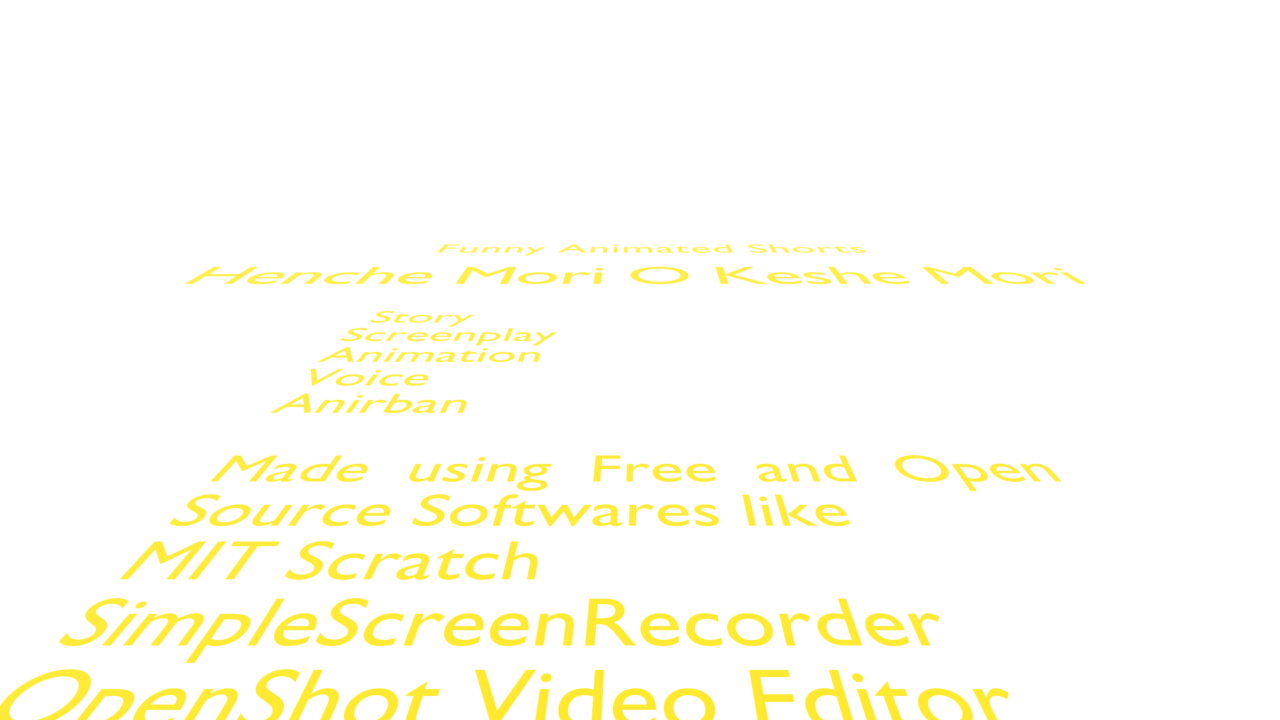 Funny Animated Shorts
Henche Mori O Keshe Mori
Story
Screenplay
Animation
Voice
Anirban
Made using Free and Open
Source Softwares like
MIT Scratch
SimpleScreenRecorder
OpenShot Video Editor